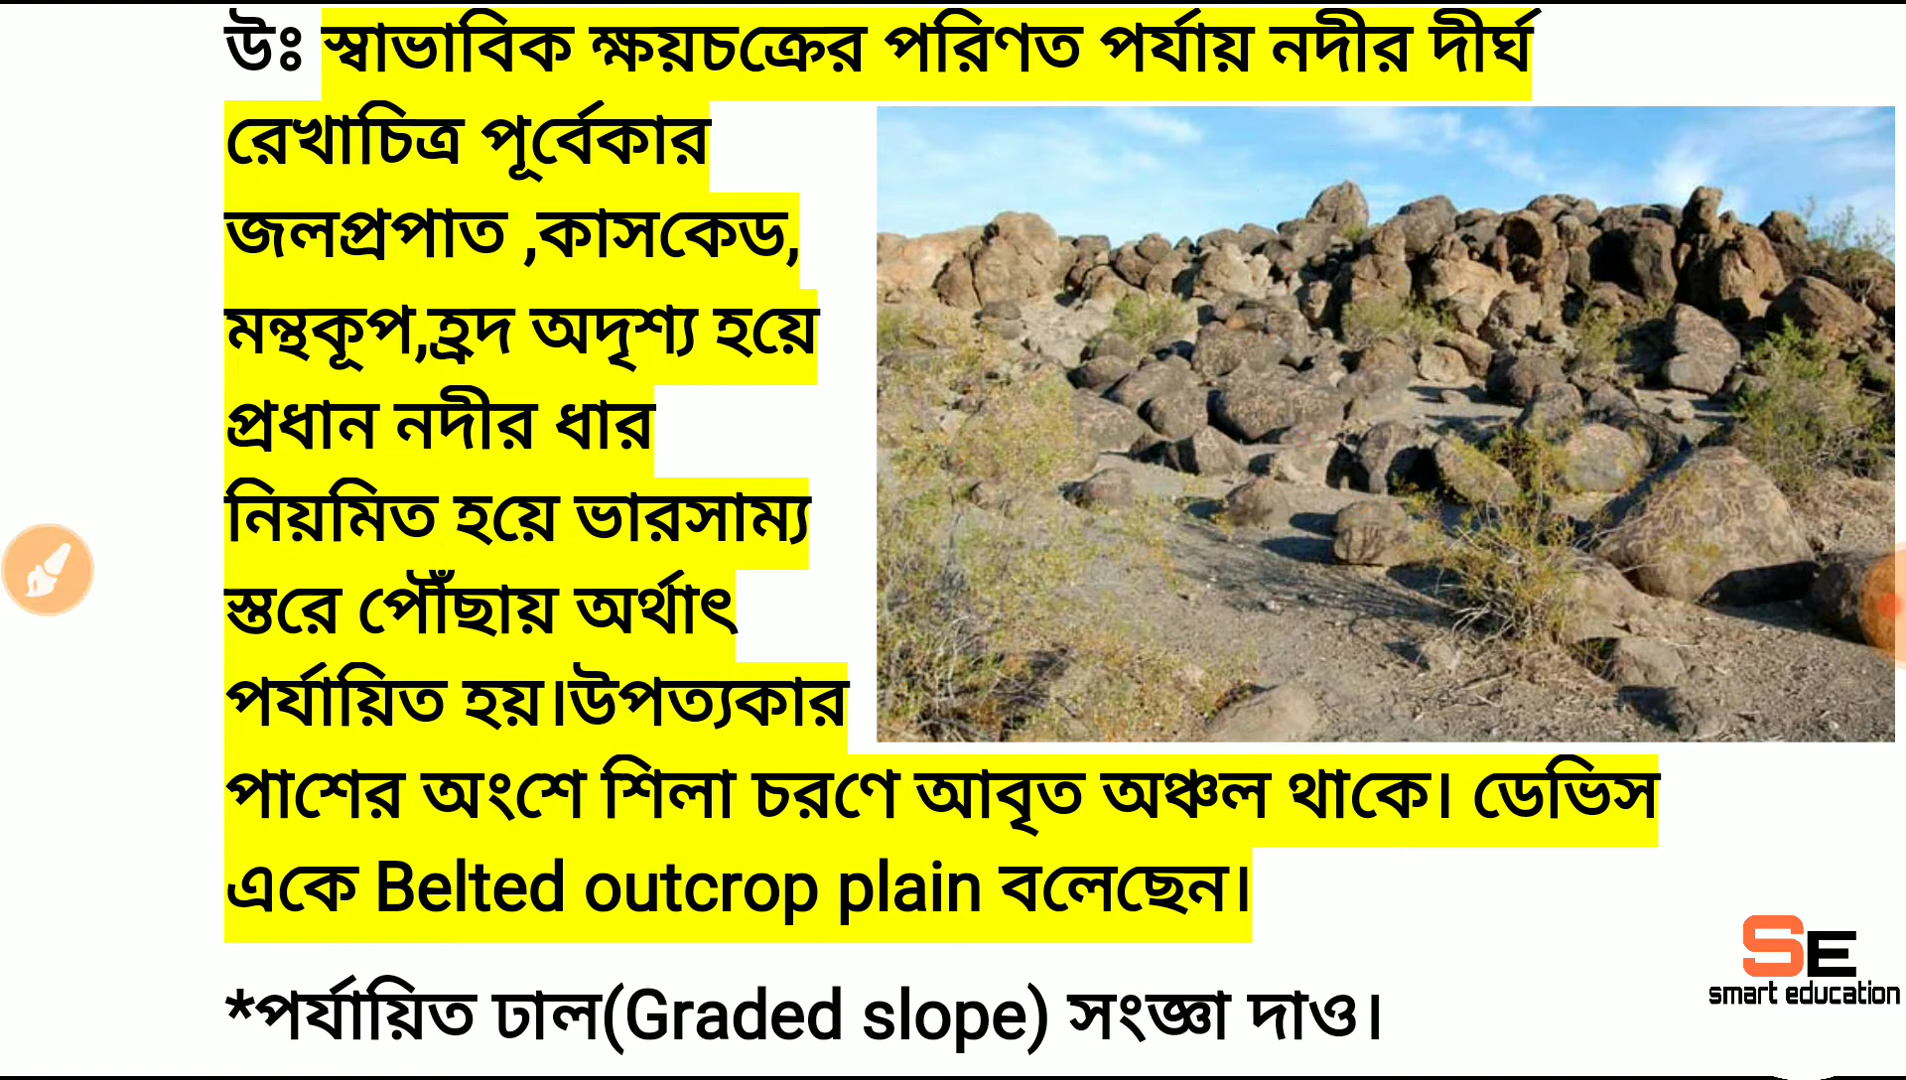 উঃ স্বাভাবিক ক্ষয়চক্রের পরিণত পর্যায় নদীর দীর্ঘ
রেখাচিত্র পূর্বেকার
জলপ্রপাত ,কাসকেড,
মন্থকূপ,হ্রদ অদৃশ্য হয়ে
প্রধান নদীর ধার
নিয়মিত হয়ে ভারসাম্য
স্তরে পৌঁছায় অর্থাৎ
পর্যায়িত হয়।উপত্যকার
পাশের অংশে শিলা চরণে আবৃত অঞ্চল থাকে। ডেভিস
একে Belted outcrop plain বলেছেন।
*পর্যায়িত ঢাল(Graded slope) সংজ্ঞা দাও।
SE
smart education